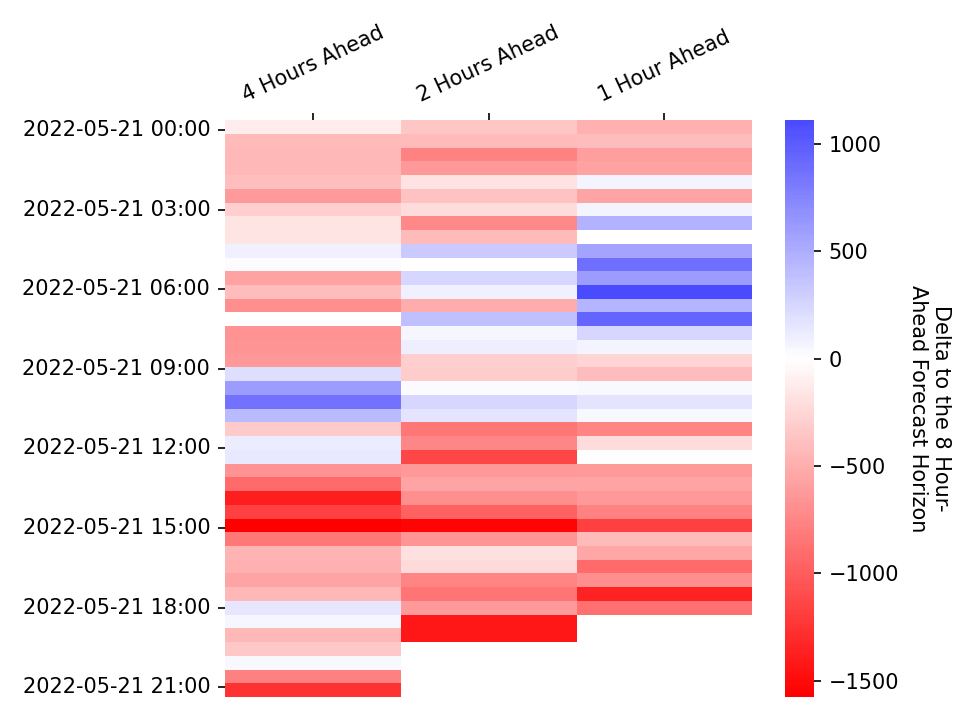 4 Hours Ahead
2 Hours Ahead
1 Hour Ahead
2022-05-21 00:00
2022-05-21 03:00
2022-05-21 06:00
2022-05-21 09:00
2022-05-21 12:00
2022-05-21 15:00
2022-05-21 18:00
2022-05-21 21:00
1000
500
0
−500
−1000
−1500
Delta to the 8 Hour-
Ahead Forecast Horizon